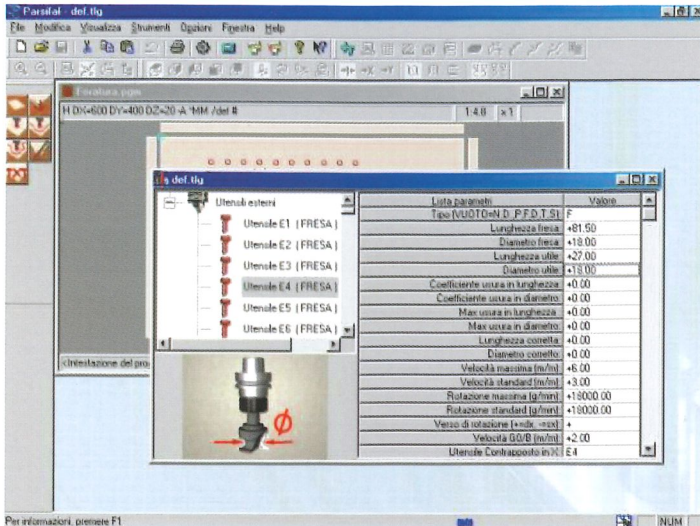 Parsifal - def.tlg
File Modifica Visualizza Strumenti Opzioni Finestra Help
TXT
Foratura.pgm
H DX=600 DY=400 DZ=20 -A *MM /def #
1:4.0 x1
def.tlg
Utensili esterni
Utensile E1 ( FRESA )
Utensile E2 ( FRESA )
Utensile E3 ( FRESA )
Utensile E4 ( FRESA )
Utensile E5 ( FRESA )
Utensile E6 ( FRESA )
Lista parametri Valore
Tipo (VUOTO=N.D.,P,F,D,T,S): F
Lunghezza fresa: +81.50
Diametro fresa: +18.00
Lunghezza utile: +27.00
Diametro utile: +18.00
Coefficiente usura in lunghezza: +0.00
Coefficiente usura in diametro: +0.00
Max usura in lunghezza: +0.00
Max usura in diametro: +0.00
Lunghezza corretta: +0.00
Diametro corretto: +0.00
Velocità massima (m/m): +6.00
Velocità standard (m/m): +3.00
Rotazione massima (g/min): +18000.00
Rotazione standard (g/min): +18000.00
Verso di rotazione (+=dx, -=sx): +
Velocità G0/B (m/m): +2.00
Utensile Contrapposto in X: E4
<Intestazione del pro
Ø
Per informazioni, premere F1
NUM